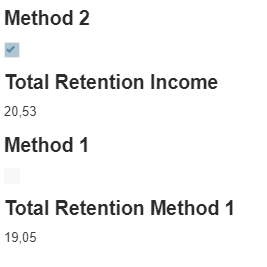 Method 2
Total Retention Income
20,53
Method 1
Total Retention Method 1
19,05